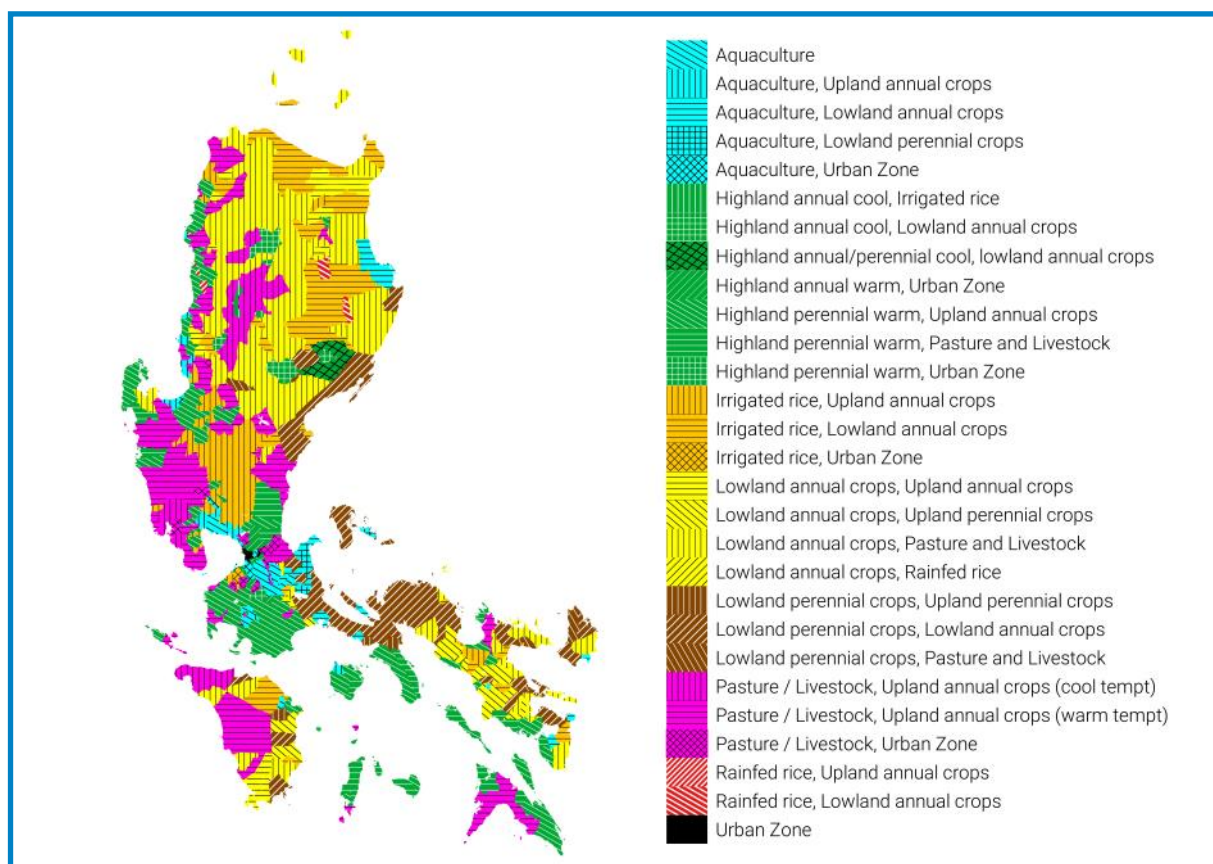 Aquaculture
Aquaculture, Upland annual crops
Aquaculture, Lowland annual crops
Aquaculture, Lowland perennial crops
Aquaculture, Urban Zone
Highland annual cool, Irrigated rice
Highland annual cool, Lowland annual crops
Highland annual/perennial cool, lowland annual crops
Highland annual warm, Urban Zone
Highland perennial warm, Upland annual crops
Highland perennial warm, Pasture and Livestock
Highland perennial warm, Urban Zone
Irrigated rice, Upland annual crops
Irrigated rice, Lowland annual crops
Irrigated rice, Urban Zone
Lowland annual crops, Upland annual crops
Lowland annual crops, Upland perennial crops
Lowland annual crops, Pasture and Livestock
Lowland annual crops, Rainfed rice
Lowland perennial crops, Upland perennial crops
Lowland perennial crops, Lowland annual crops
Lowland perennial crops, Pasture and Livestock
Pasture / Livestock, Upland annual crops (cool tempt)
Pasture / Livestock, Upland annual crops (warm tempt)
Pasture / Livestock, Urban Zone
Rainfed rice, Upland annual crops
Rainfed rice, Lowland annual crops
Urban Zone